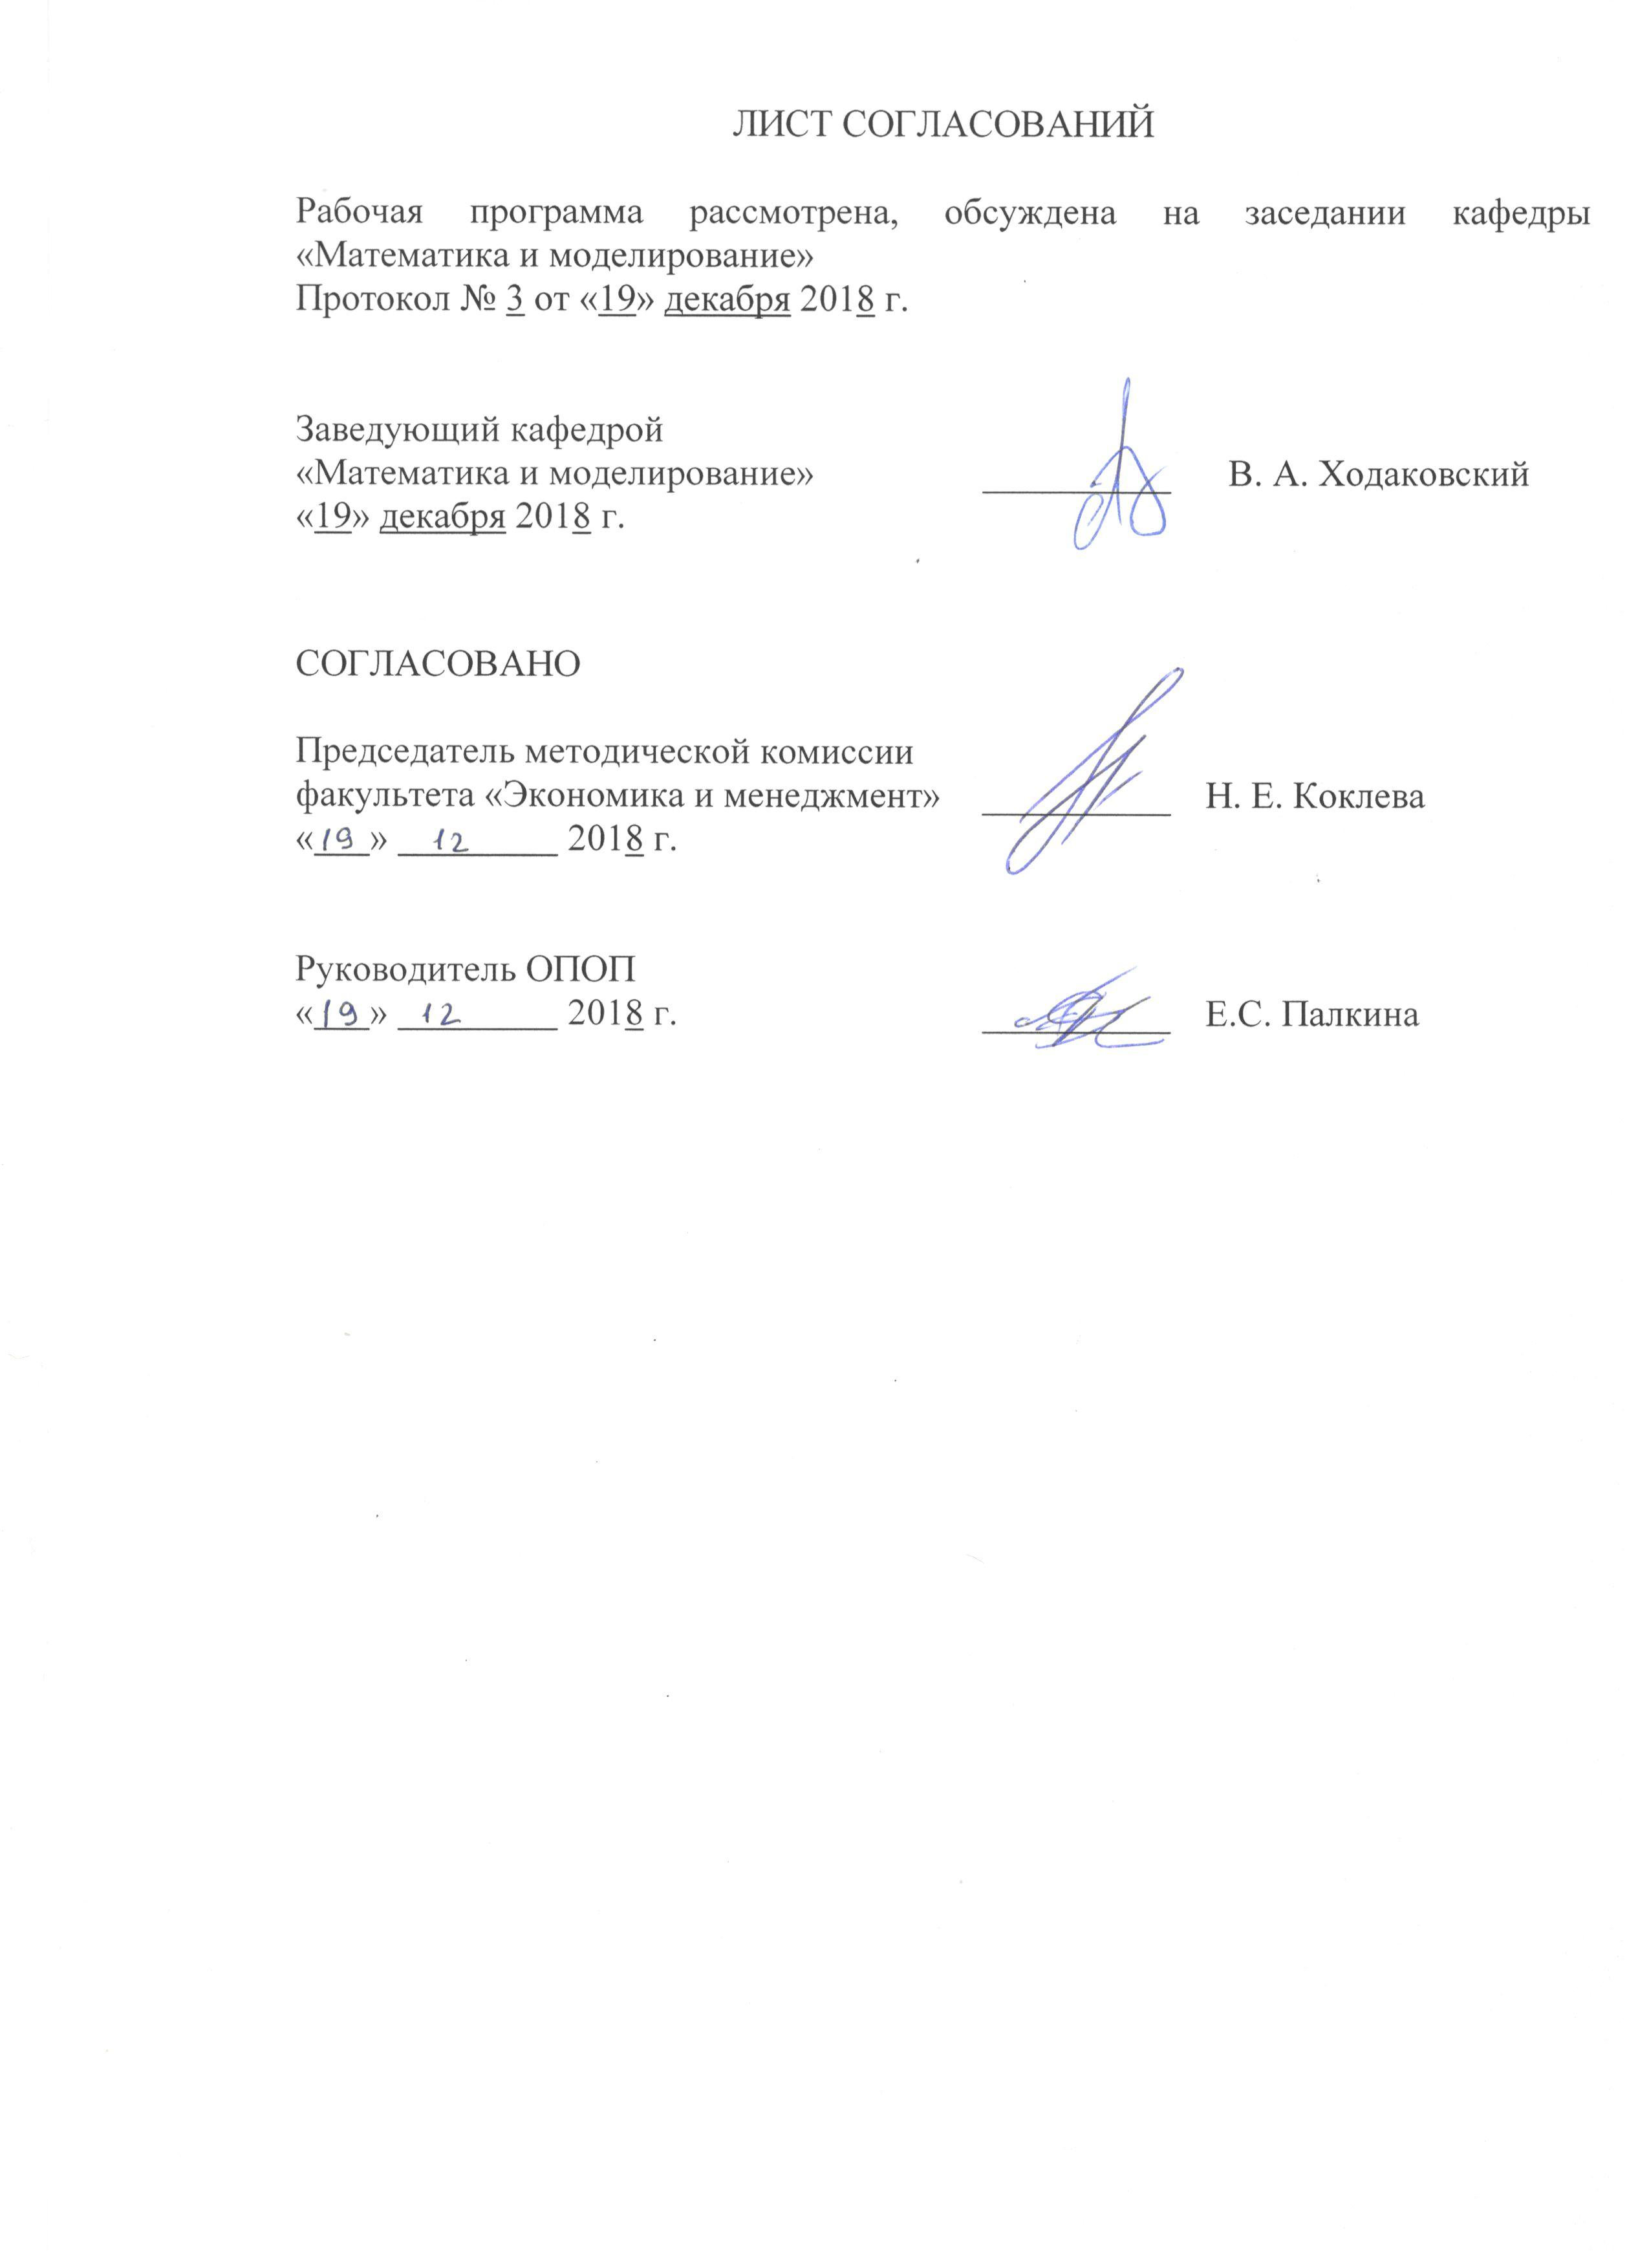 ЛИСТ СОГЛАСОВАНИЙ
Рабочая программа рассмотрена, обсуждена на заседании кафедры
«Математика и моделирование»
Протокол № 3 от «19» декабря 2018 г.
Заведующий кафедрой
«Математика и моделирование» В. А. Ходаковский
«19» декабря 2018 г.
СОГЛАСОВАНО
Председатель методической комиссии
факультета «Экономика и менеджмент» Н. Е. Коклева
«19» 12 2018 г.
Руководитель ОПОП
«19» 12 2018 г. Е.С. Палкина